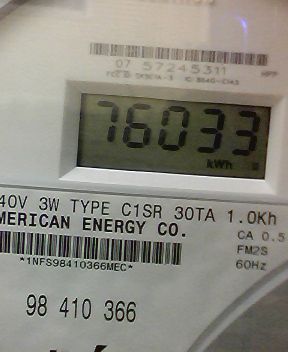 07 57245311
76033
kWh
40V 3W TYPE C1SR 30TA 1.0Kh
MERICAN ENERGY CO.
CA 0.5
FM2S
*1NFS98410366MEC*
60Hz
98 410 366